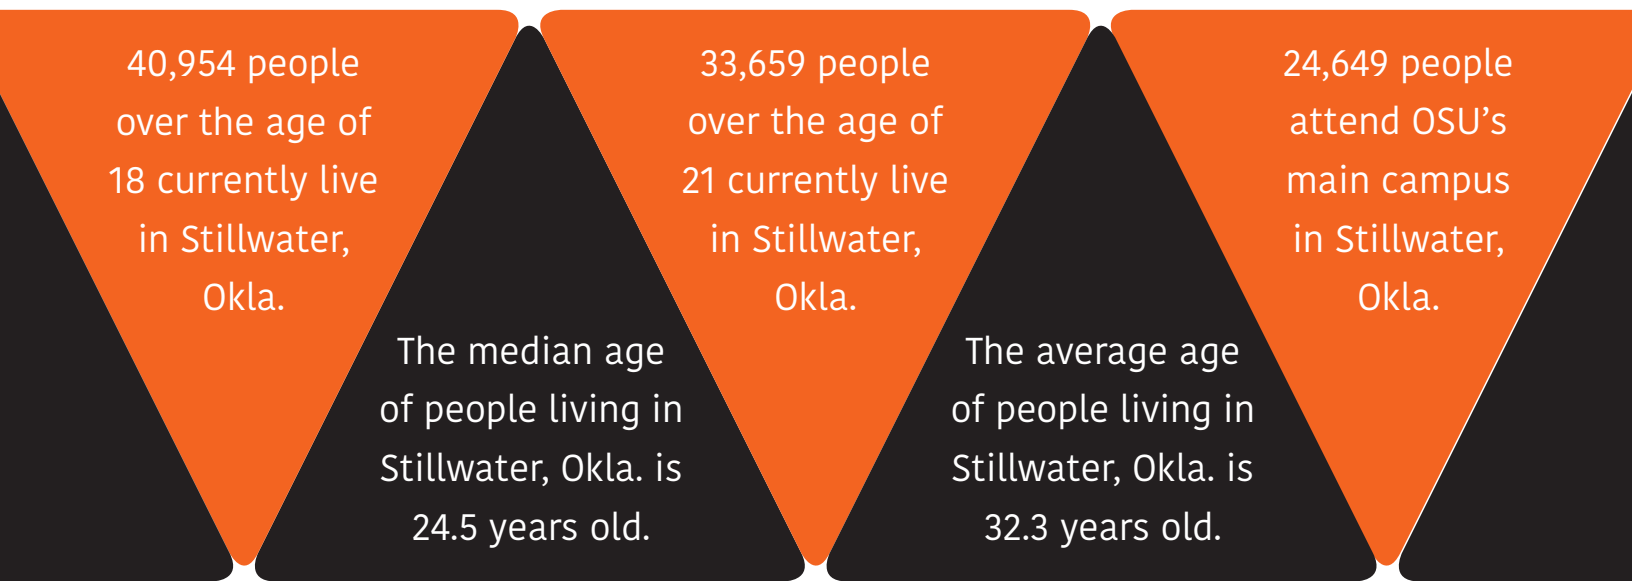 40,954 people
over the age of
18 currently live
in Stillwater,
Okla.
The median age
of people living in
Stillwater, Okla. is
24.5 years old.
33,659 people
over the age of
21 currently live
in Stillwater,
Okla.
The average age
of people living in
Stillwater, Okla. is
32.3 years old.
24,649 people
attend OSU’s
main campus
in Stillwater,
Okla.